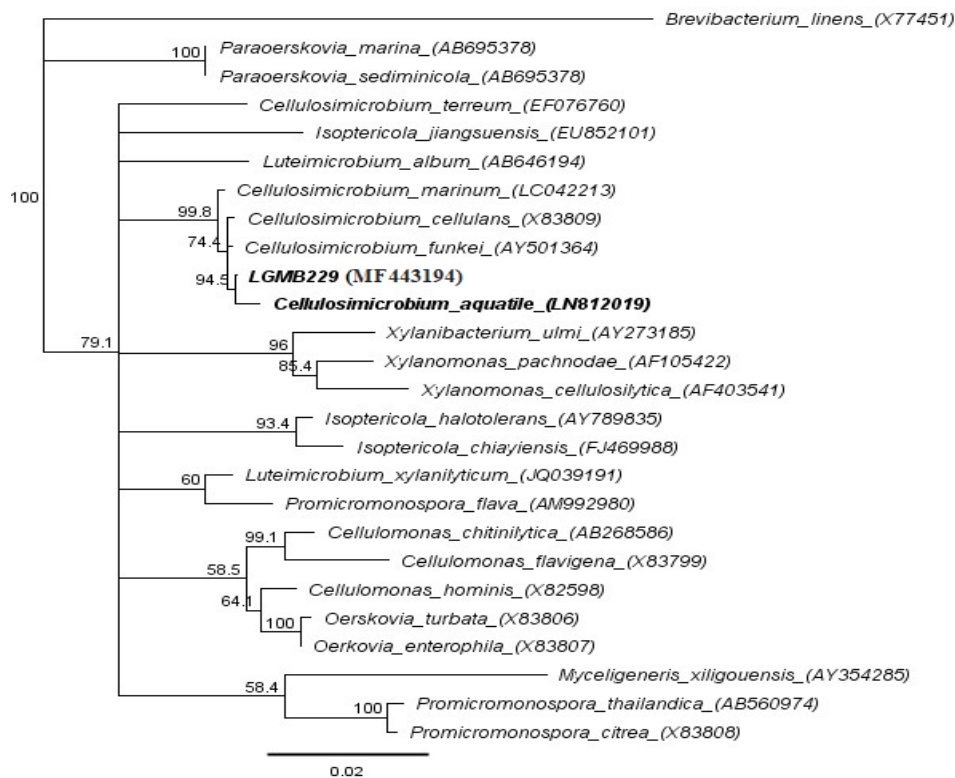 Brevibacterium_linens_(X77451)
100
Paraoerskovia_marina_(AB695378)
Paraoerskovia_sediminicola_(AB695378)
Cellulosimicrobium_terreum_(EF076760)
Isoptericola_jiangsuensis_(EU852101)
Luteimicrobium_album_(AB646194)
100
99.8
Cellulosimicrobium_marinum_(LC042213)
Cellulosimicrobium_cellulans_(X83809)
74.4
Cellulosimicrobium_funkei_(AY501364)
94.5
LGMB229 (MF443194)
Cellulosimicrobium_aquatile_(LN812019)
79.1
96
Xylanibacterium_ulmi_(AY273185)
85.4
Xylanomonas_pachnodae_(AF105422)
Xylanomonas_cellulosilytica_(AF403541)
93.4
Isoptericola_halotolerans_(AY789835)
Isoptericola_chiayiensis_(FJ469988)
60
Luteimicrobium_xylanilyticum_(JQ039191)
Promicromonospora_flava_(AM992980)
99.1
Cellulomonas_chitinilytica_(AB268586)
Cellulomonas_flavigena_(X83799)
58.5
64.1
Cellulomonas_hominis_(X82598)
100
Oerskovia_turbata_(X83806)
Oerkovia_enterophila_(X83807)
58.4
Myceligeneris_xiligouensis_(AY354285)
100
Promicromonospora_thailandica_(AB560974)
Promicromonospora_citrea_(X83808)
0.02